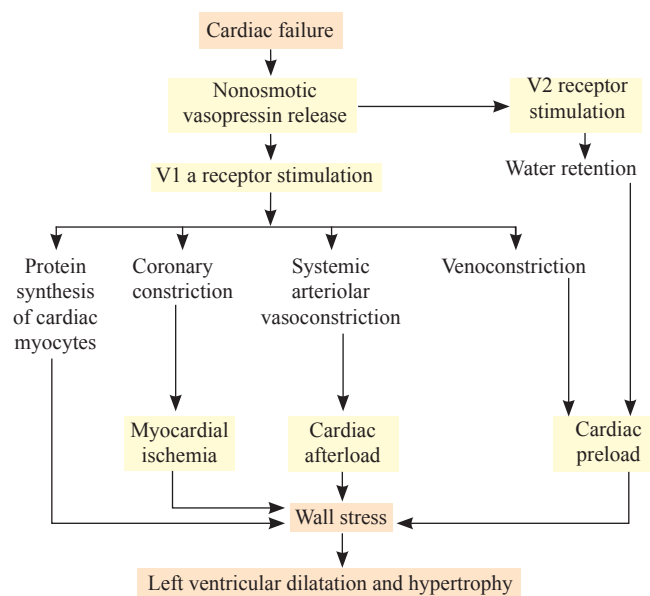 Cardiac failure
Nonosmotic
vasopressin release
V2 receptor
stimulation
V1 a receptor stimulation
Water retention
Protein
synthesis
of cardiac
myocytes
Coronary
constriction
Systemic
arteriolar
vasoconstriction
Venoconstriction
Myocardial
ischemia
Cardiac
afterload
Cardiac
preload
Wall stress
Left ventricular dilatation and hypertrophy